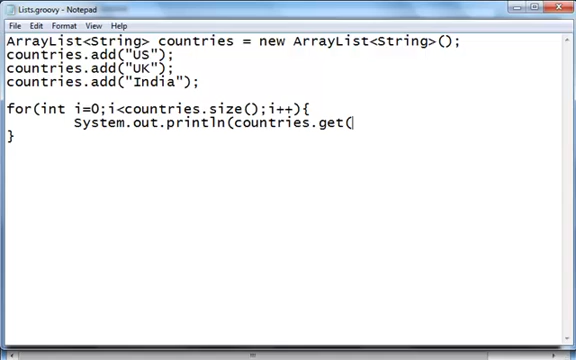 Lists.groovy - Notepad
File Edit Format View Help
ArrayList<String> countries = new ArrayList<String>();
countries.add("US");
countries.add("UK");
countries.add("India");
for(int i=0;i<countries.size();i++){
System.out.println(countries.get(
}